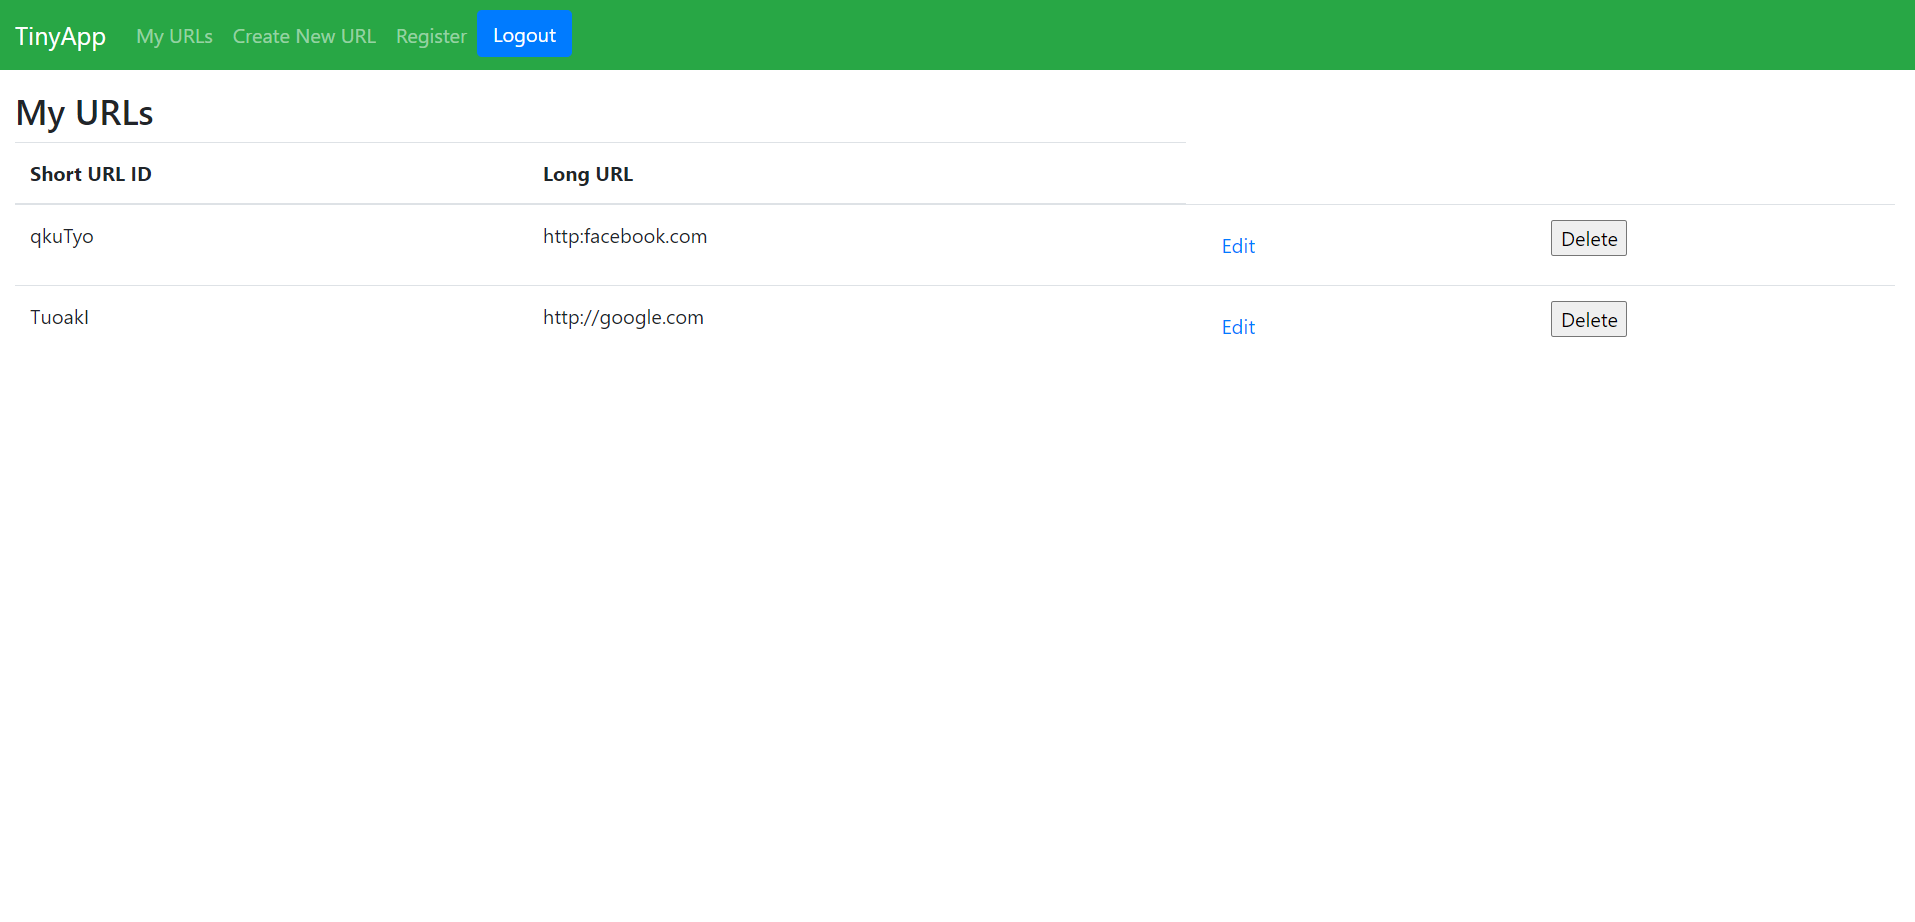 TinyApp My URLs Create New URL Register Logout
My URLs
Short URL ID Long URL
qkuTyo http:facebook.com Edit Delete
TuoakI http://google.com Edit Delete